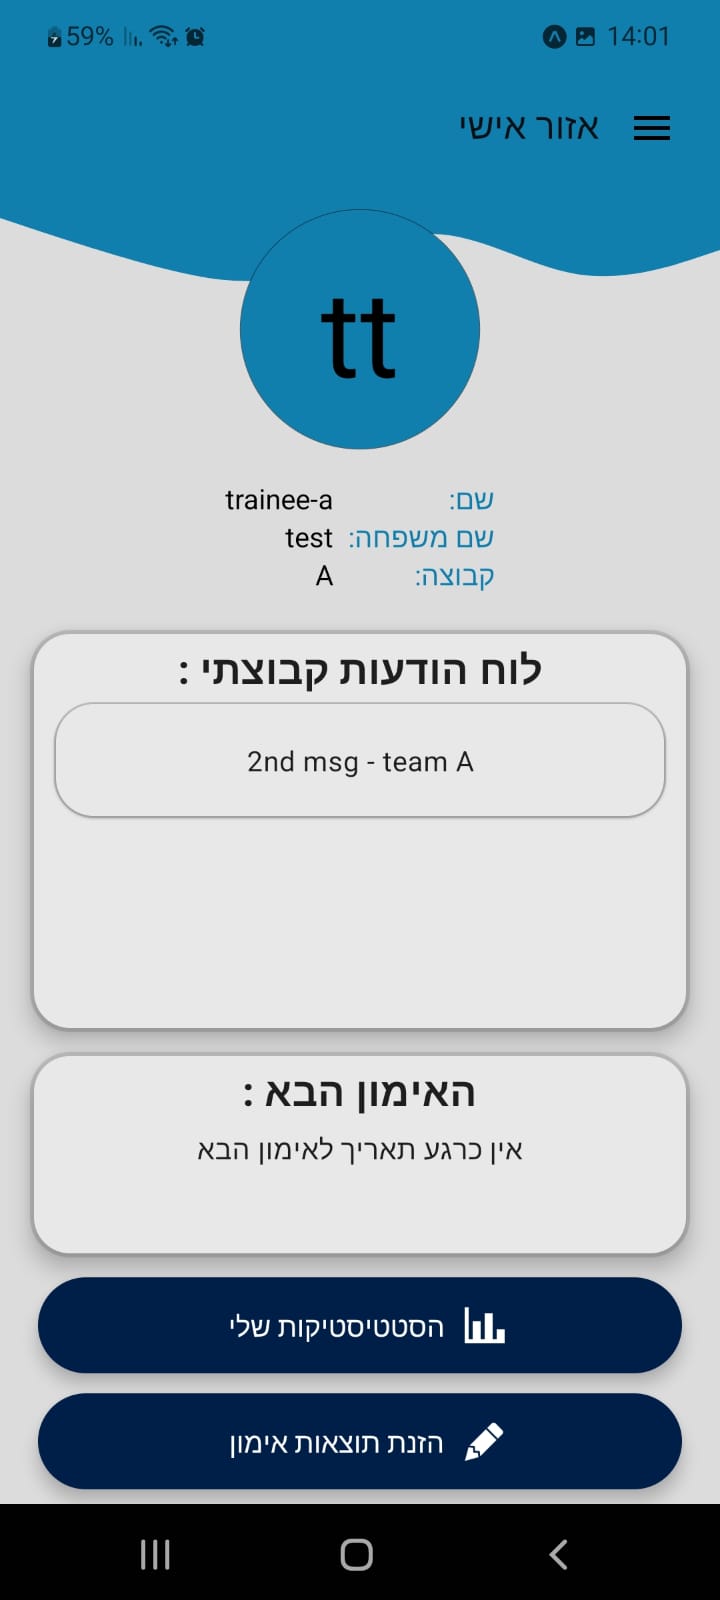 59% 14:01
אזור אישי
tt
שם: trainee-a
שם משפחה: test
קבוצה: A
לוח הודעות קבוצתי :
2nd msg - team A
האימון הבא :
אין כרגע תאריך לאימון הבא
הסטטיסטיקות שלי
הזנת תוצאות אימון